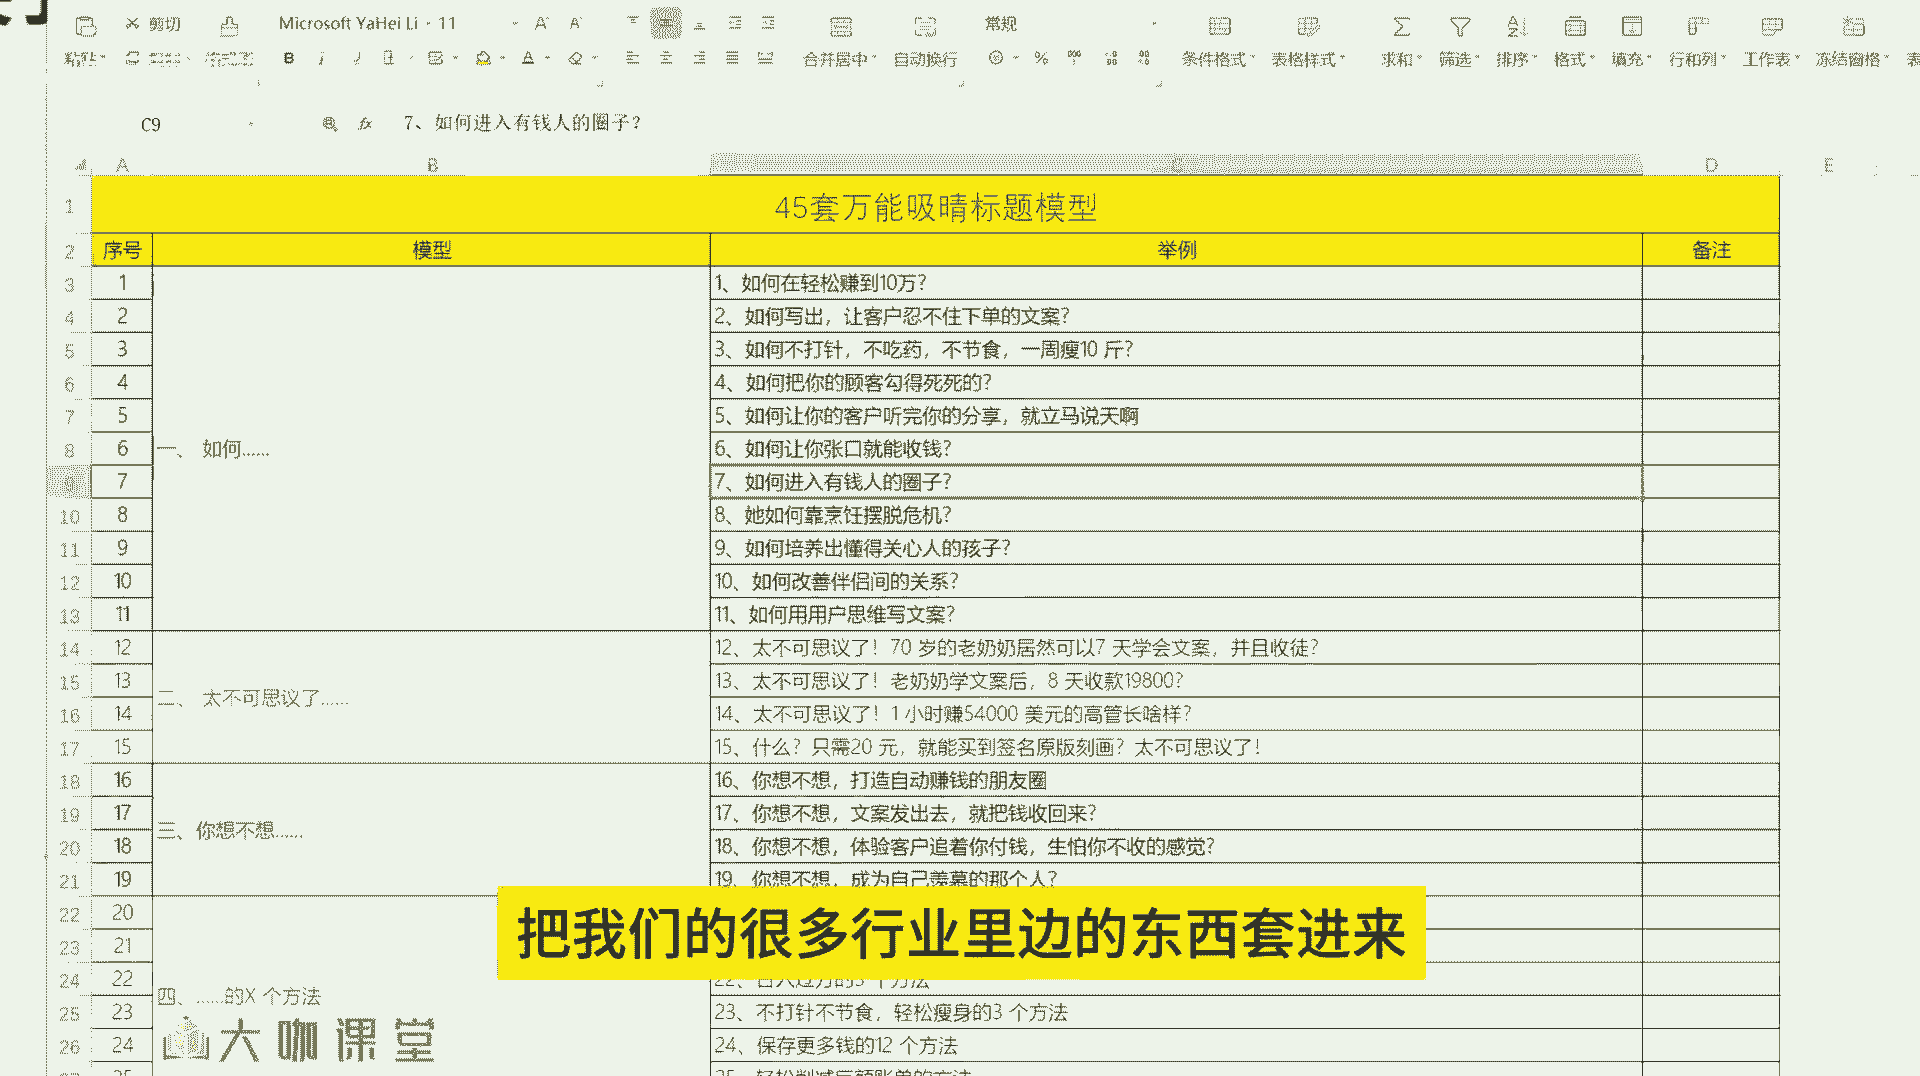 剪切
Microsoft YaHei Li
11
常规
粘贴
B
合并居中
自动换行
条件格式
表格样式
求和
筛选
排序
格式
填充
行和列
工作表
冻结窗格
C9
fx
7、如何进入有钱人的圈子？
A
B
D
E
1
45套万能吸睛标题模型
2 序号 模型 举例 备注
3 1 1、如何在轻松赚到10万？
4 2 2、如何写出，让客户忍不住下单的文案？
5 3 3、如何不打针，不吃药，不节食，一周瘦10 斤？
6 4 4、如何把你的顾客勾得死死的？
7 5 5、如何让你的客户听完你的分享，就立马说天啊
8 6 一、 如何...... 6、如何让你张口就能收钱？
7 7、如何进入有钱人的圈子？
10 8 8、她如何靠烹饪摆脱危机？
11 9 9、如何培养出懂得关心人的孩子？
12 10 10、如何改善伴侣间的关系？
13 11 11、如何用用户思维写文案？
14 12 12、太不可思议了！70 岁的老奶奶居然可以7 天学会文案，并且收徒？
15 13 二、 太不可思议了...... 13、太不可思议了！老奶奶学文案后，8 天收款19800？
16 14 14、太不可思议了！1 小时赚54000 美元的高管长啥样？
17 15 15、什么？只需20 元，就能买到签名原版刻画？太不可思议了！
18 16 16、你想不想，打造自动赚钱的朋友圈
19 17 三、你想不想...... 17、你想不想，文案发出去，就把钱收回来？
20 18 18、你想不想，体验客户追着你付钱，生怕你不收的感觉？
21 19 19、你想不想，成为自己羡慕的那个人？
22 20
23 21
24 22 四、......的X 个方法
25 23 23、不打针不节食，轻松瘦身的3 个方法
26 24 24、保存更多钱的12 个方法
把我们的很多行业里边的东西套进来
大咖课堂